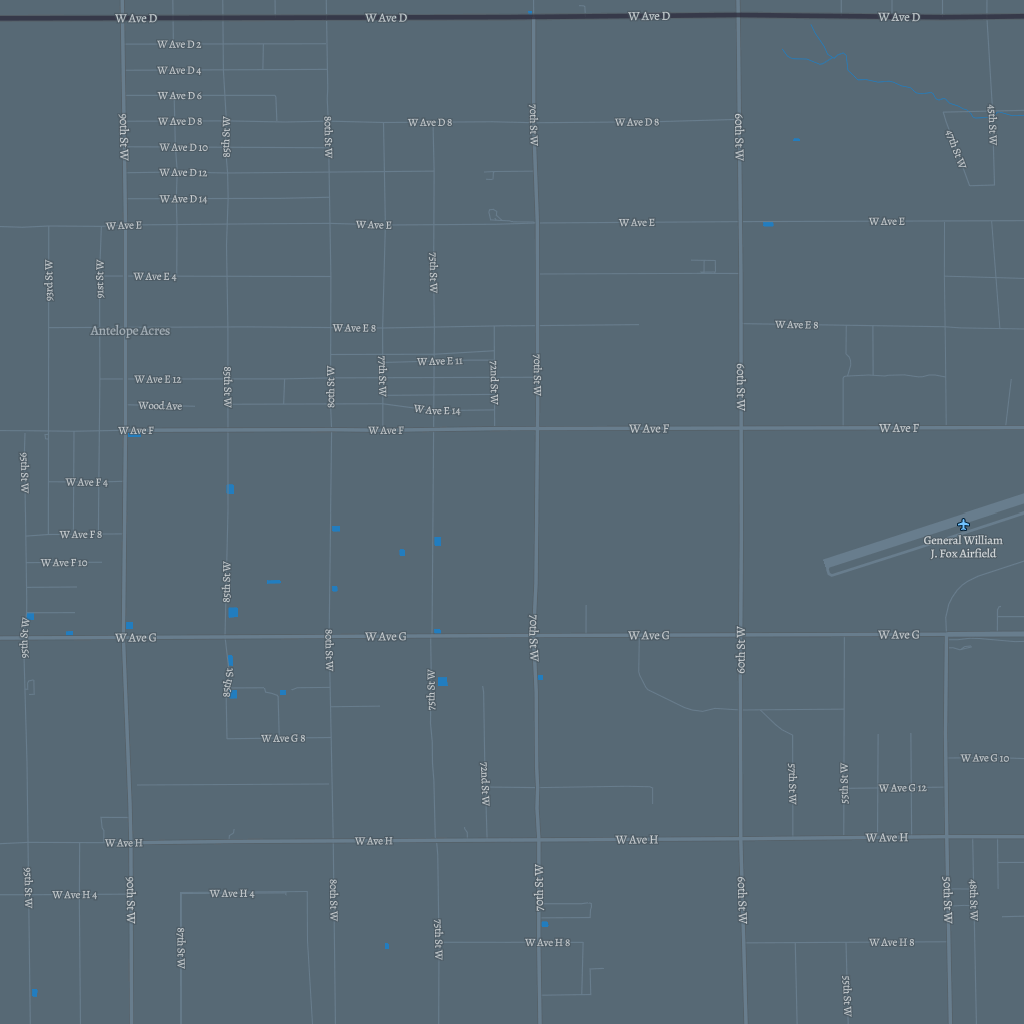 W Ave D
W Ave D
W Ave D
W Ave D
W Ave D 2
W Ave D 4
W Ave D 6
W Ave D 8
W Ave D 8
W Ave D 8
90th St W
85th St W
80th St W
70th St W
60th St W
45th St W
47th St W
W Ave D 10
W Ave D 12
W Ave D 14
W Ave E
W Ave E
W Ave E
W Ave E
93rd St W
91st St W
75th St W
W Ave E 4
Antelope Acres
W Ave E 8
W Ave E 8
W Ave E 11
W Ave E 12
85th St W
80th St W
77th St W
72nd St W
70th St W
60th St W
Wood Ave
W Ave E 14
W Ave F
W Ave F
W Ave F
W Ave F
95th St W
W Ave F 4
W Ave F 8
General William
J. Fox Airfield
W Ave F 10
85th St W
95th St W
W Ave G
W Ave G
W Ave G
W Ave G
80th St W
70th St W
60th St W
85th St
75th St W
W Ave G 8
W Ave G 10
72nd St W
57th St W
55th St W
W Ave G 12
W Ave H
W Ave H
W Ave H
W Ave H
95th St W
W Ave H 4
90th St W
W Ave H 4
80th St W
70th St W
60th St W
50th St W
48th St W
87th St W
75th St W
W Ave H 8
W Ave H 8
55th St W